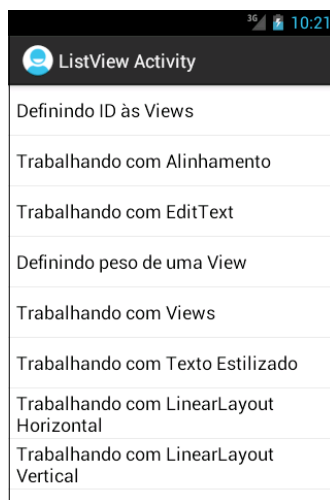 3G 10:21
ListView Activity
Definindo ID às Views
Trabalhando com Alinhamento
Trabalhando com EditText
Definindo peso de uma View
Trabalhando com Views
Trabalhando com Texto Estilizado
Trabalhando com LinearLayout
Horizontal
Trabalhando com LinearLayout
Vertical